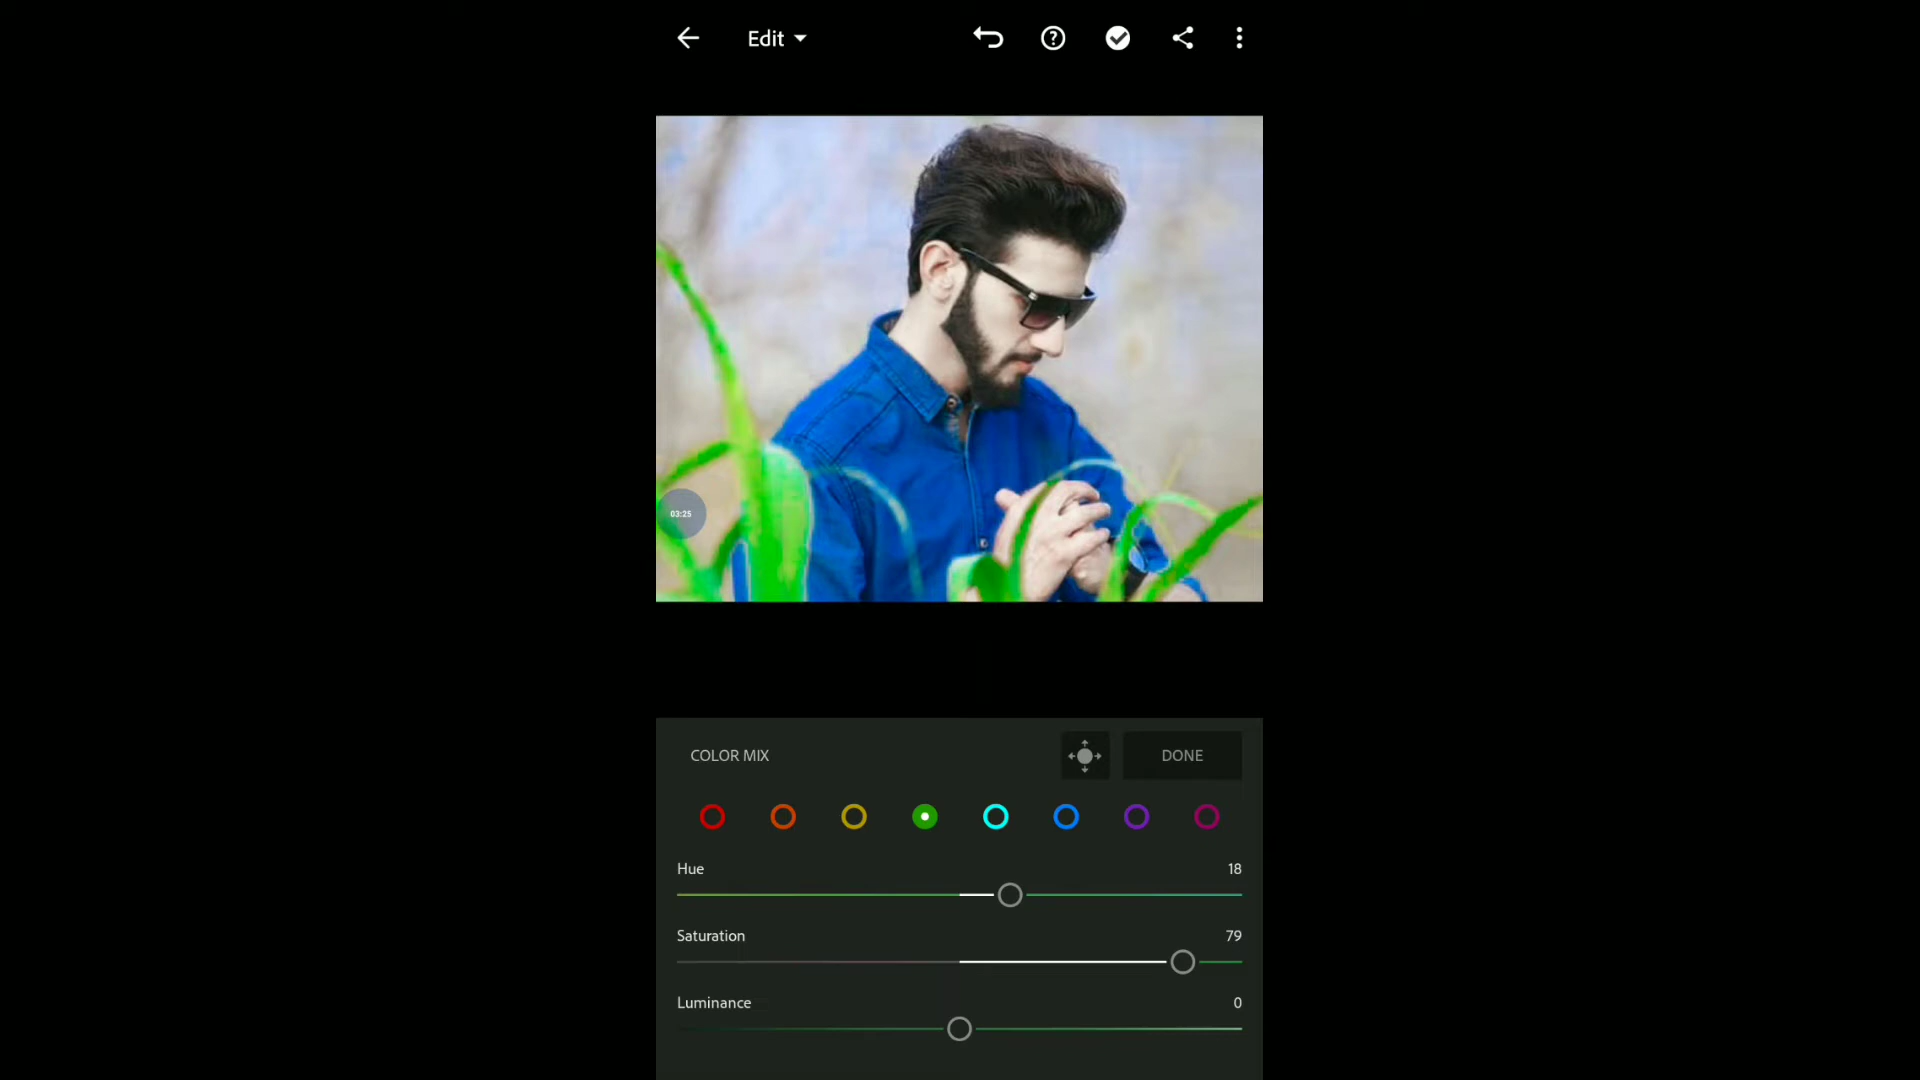 Edit
03:25
COLOR MIX
DONE
Hue 18
Saturation 79
Luminance 0